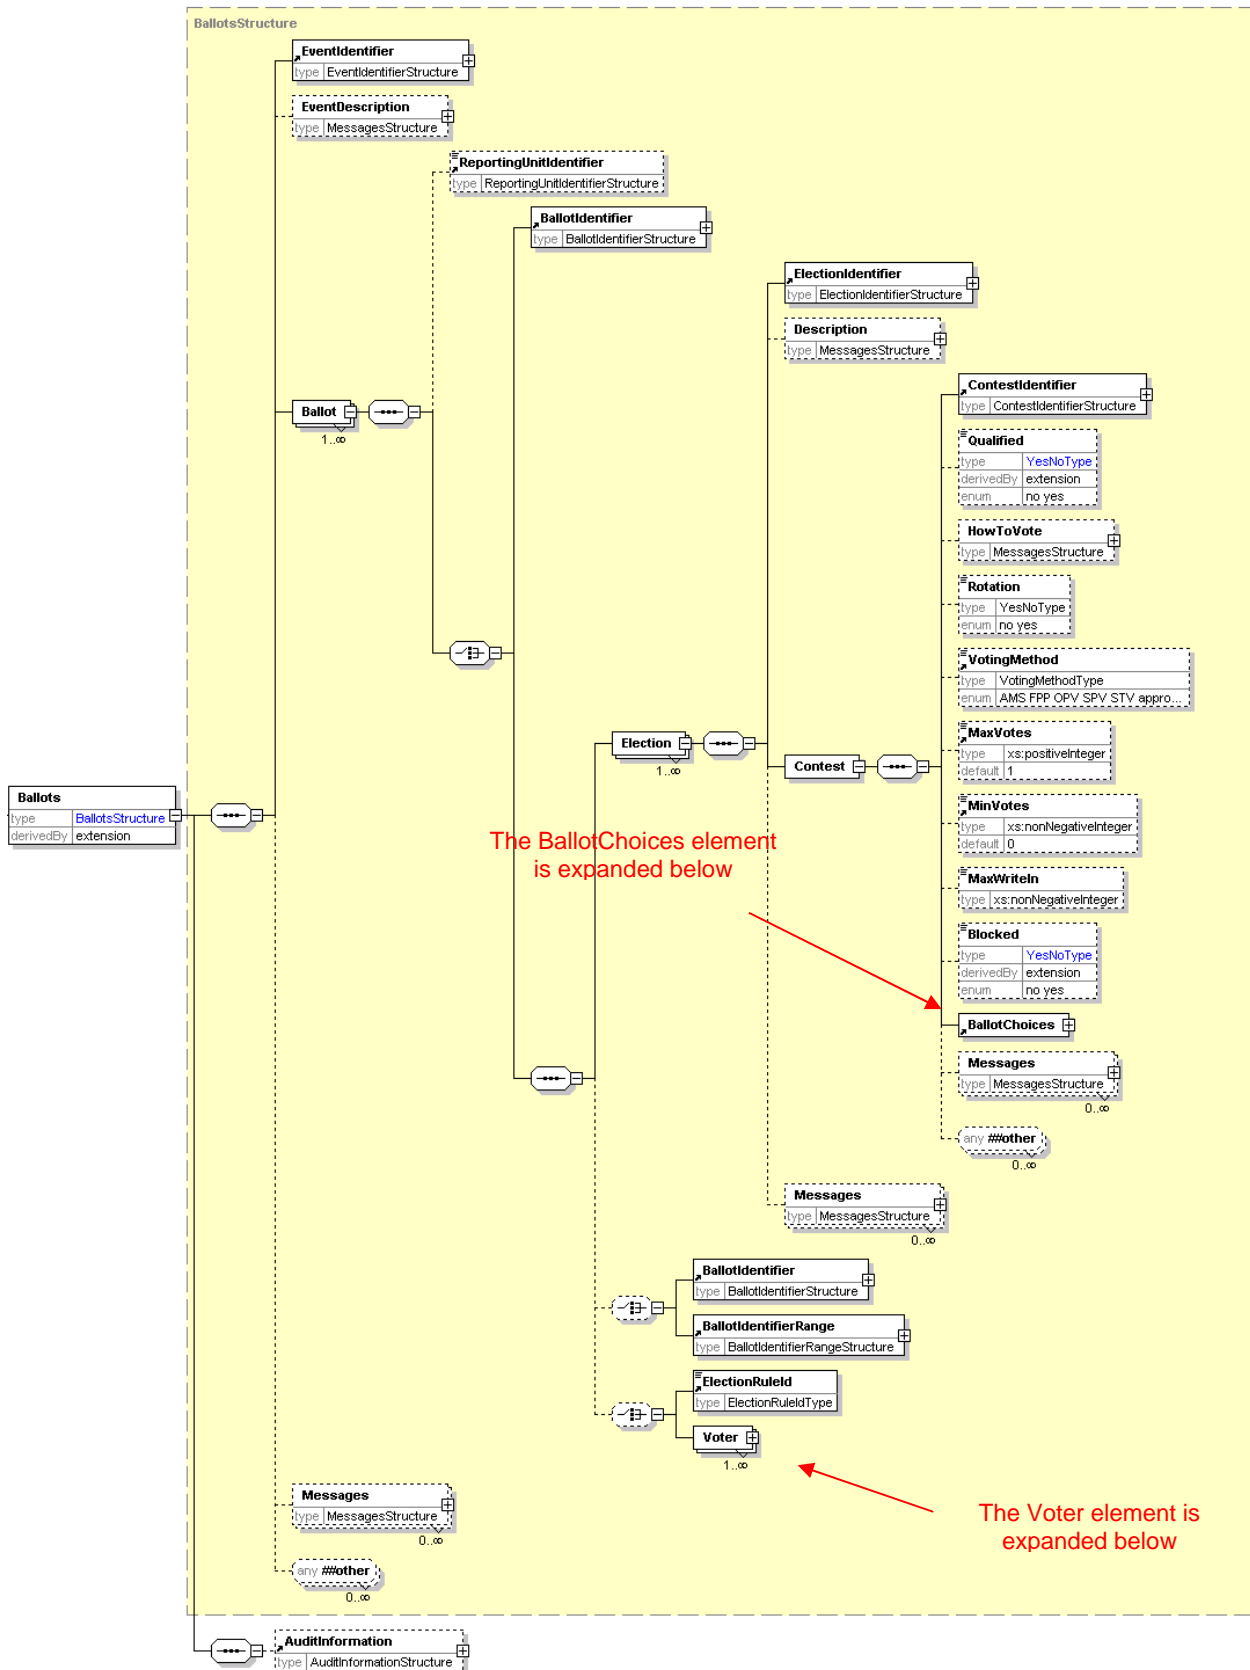 BallotsStructure
EventIdentifier
type EventIdentifierStructure
EventDescription
type MessagesStructure
ReportingUnitIdentifier
type ReportingUnitIdentifierStructure
BallotIdentifier
type BallotIdentifierStructure
ElectionIdentifier
type ElectionIdentifierStructure
Description
type MessagesStructure
ContestIdentifier
type ContestIdentifierStructure
Ballot
1..∞
Qualified
type YesNoType
derivedBy extension
enum no yes
HowToVote
type MessagesStructure
Rotation
type YesNoType
enum no yes
VotingMethod
type VotingMethodType
enum AMS FPP OPV SPV STV appro...
Election
1..∞
Contest
MaxVotes
type xs:positiveInteger
default 1
Ballots
type BallotsStructure
derivedBy extension
MinVotes
type xs:nonNegativeInteger
default 0
The BallotChoices element
is expanded below
MaxWriteIn
type xs:nonNegativeInteger
Blocked
type YesNoType
derivedBy extension
enum no yes
BallotChoices
Messages
type MessagesStructure
0..∞
any ##other
0..∞
Messages
type MessagesStructure
0..∞
BallotIdentifier
type BallotIdentifierStructure
BallotIdentifierRange
type BallotIdentifierRangeStructure
ElectionRuleId
type ElectionRuleIdType
Voter
1..∞
Messages
type MessagesStructure
0..∞
The Voter element is
expanded below
any ##other
0..∞
AuditInformation
type AuditInformationStructure